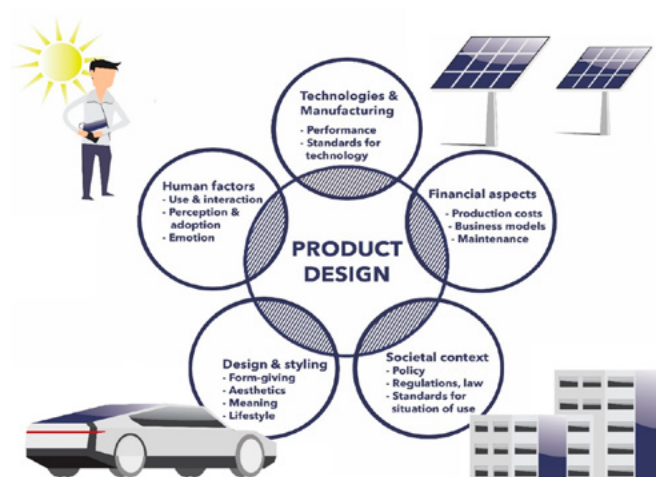 Technologies &
Manufacturing
- Performance
- Standards for
technology
Human factors
- Use & interaction
- Perception &
adoption
- Emotion
Financial aspects
- Production costs
- Business models
- Maintenance
PRODUCT
DESIGN
Design & styling
- Form-giving
- Aesthetics
- Meaning
- Lifestyle
Societal context
- Policy
- Regulations, law
- Standards for
situation of use